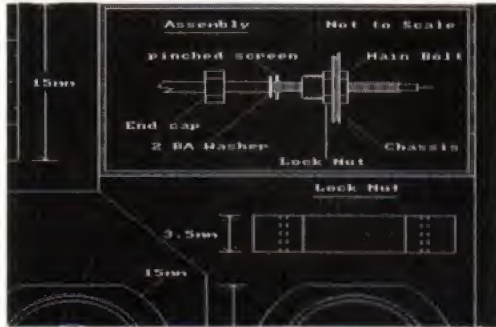 Assembly Not to Scale
pinched screen Main Bolt
15mm
End cap
2 BA Washer Chassis
Lock Nut
Lock Nut
3.5mm
15mm